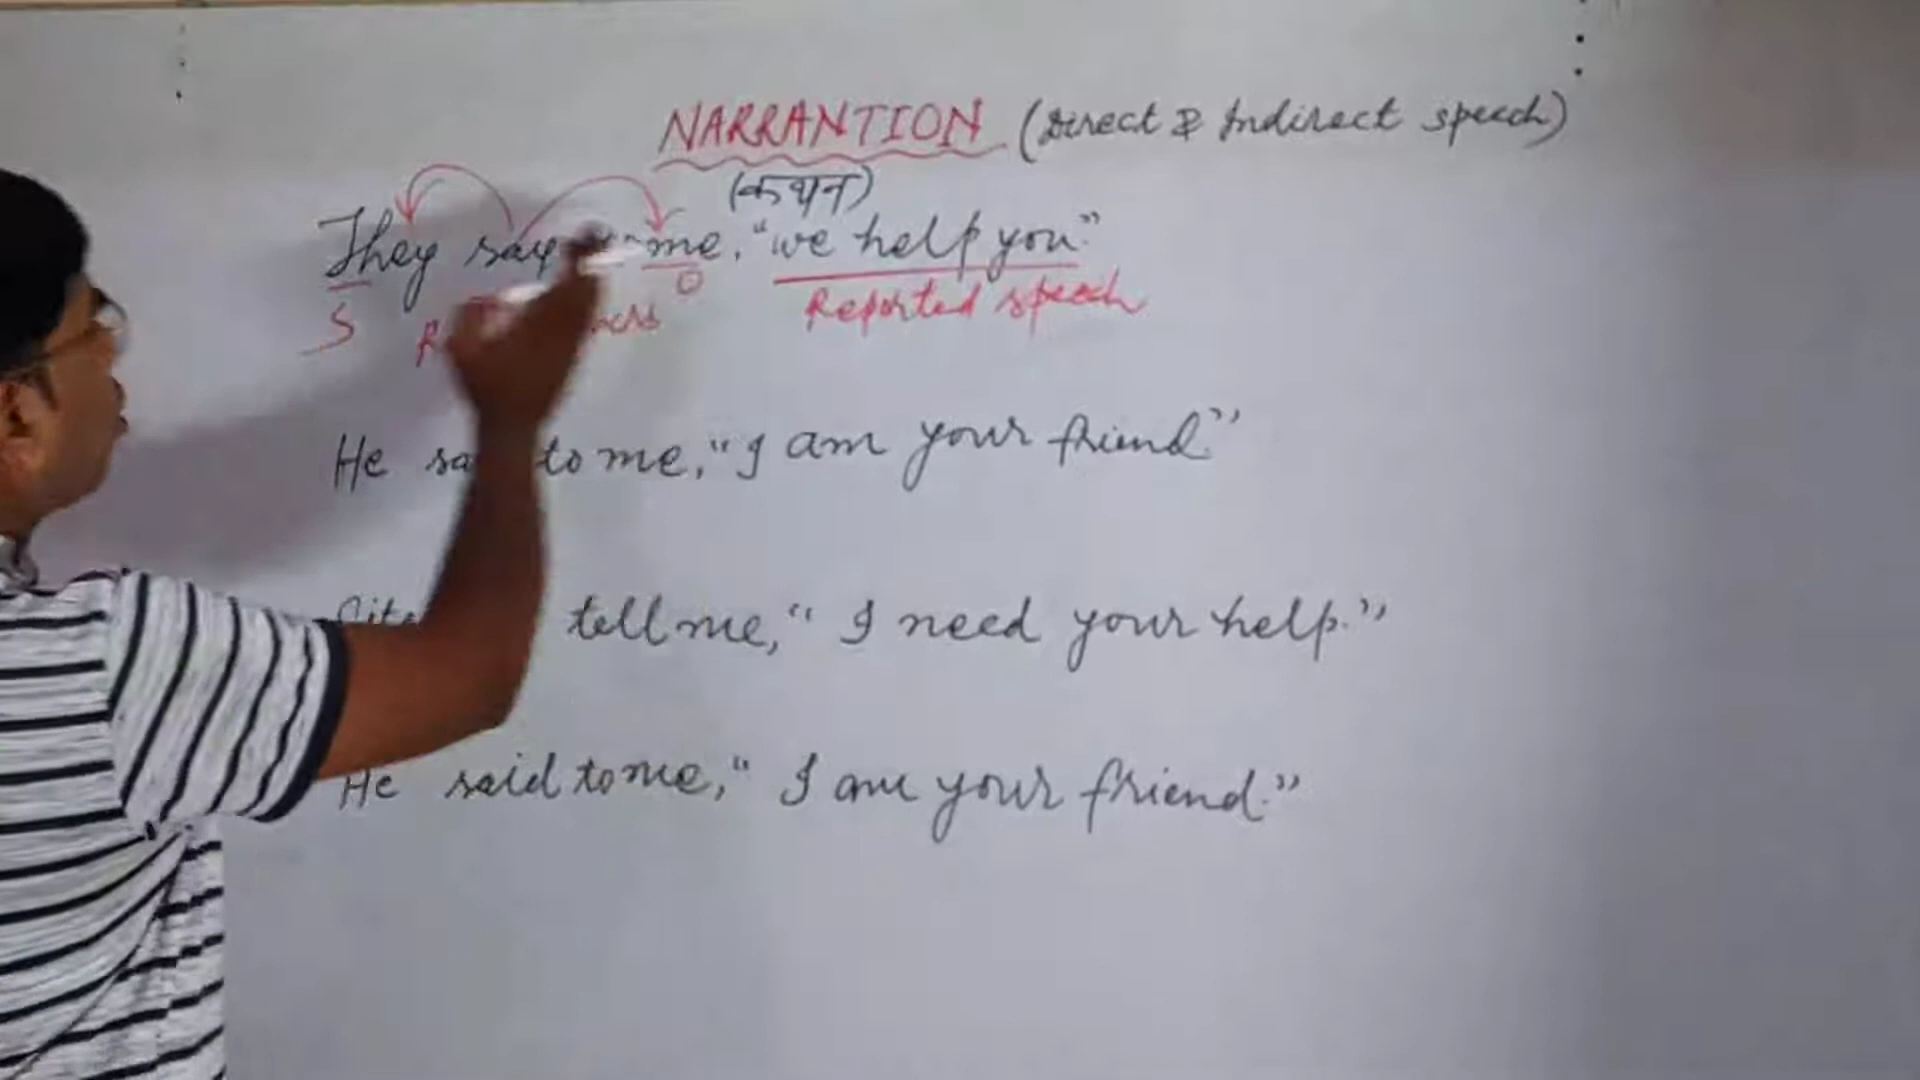 NARRANTION (Direct & Indirect speech)
(कथन)
They say me, "we help you."
S O Reported speech
He to me, "I am your friend."
tell me, " I need your help."
He said to me, " I am your friend."